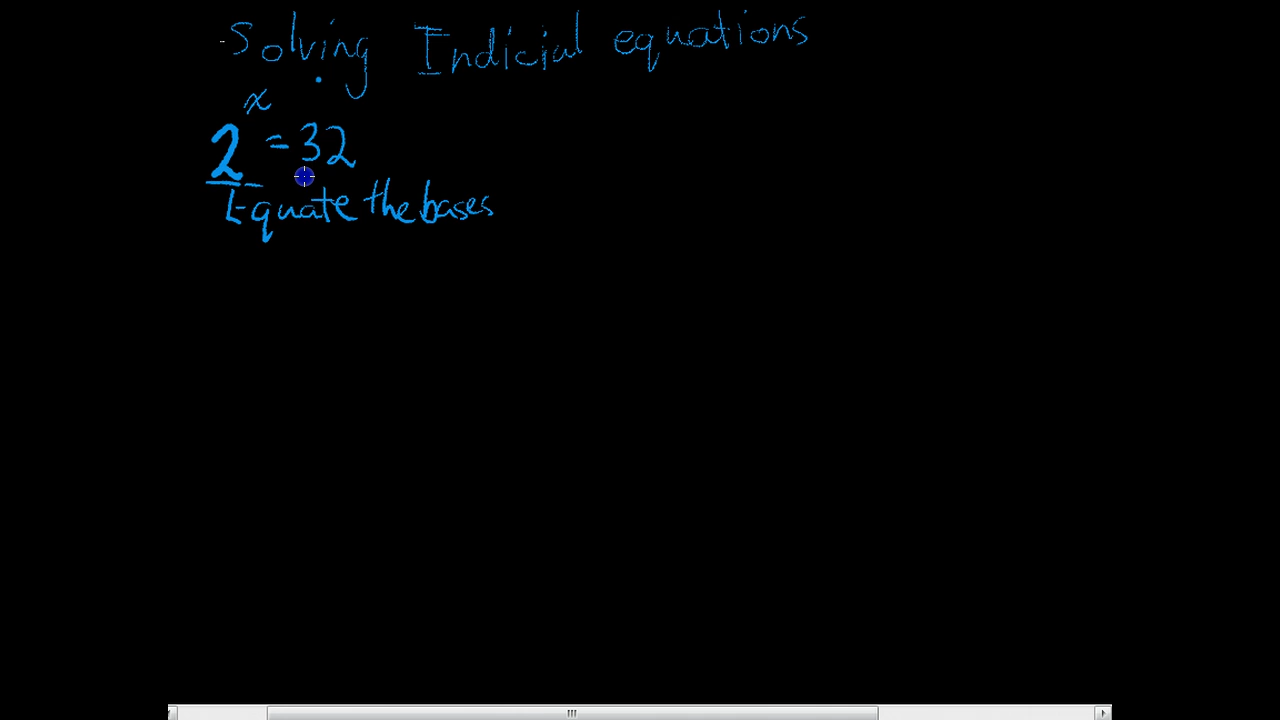 Solving Indicial equations
2^x = 32
Equate the bases